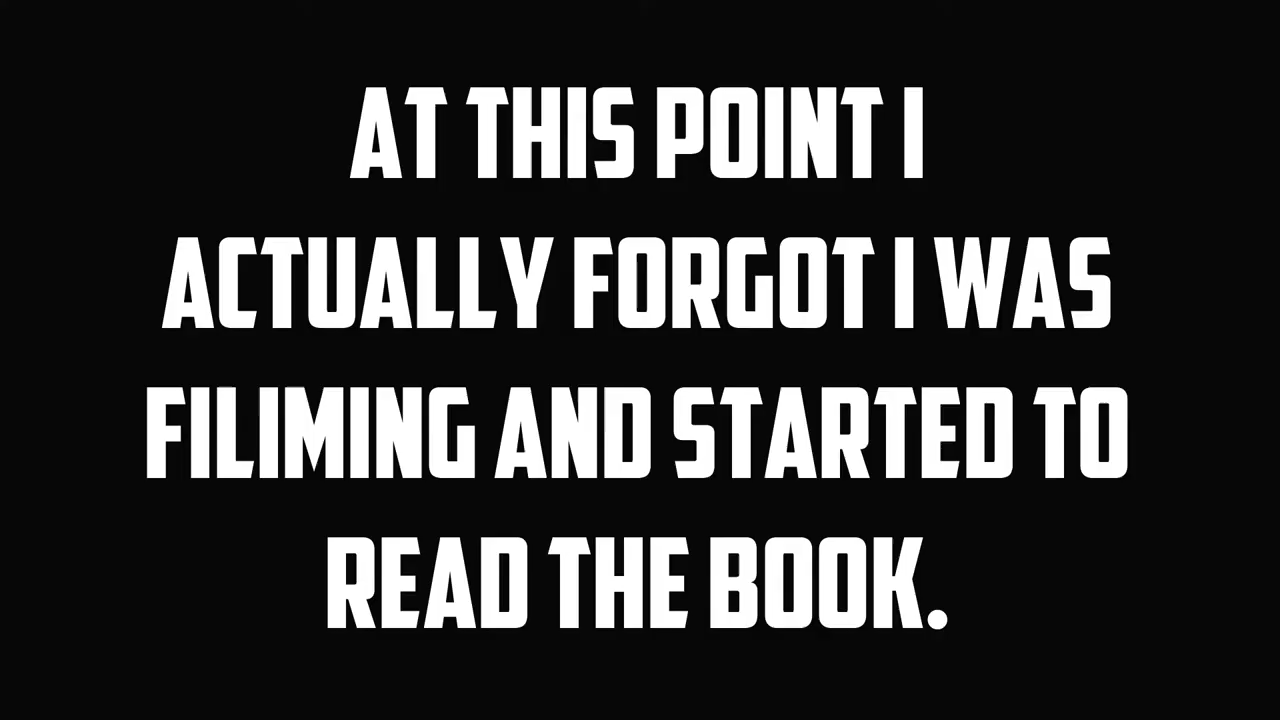 AT THIS POINT I
ACTUALLY FORGOT I WAS
FILIMING AND STARTED TO
READ THE BOOK.